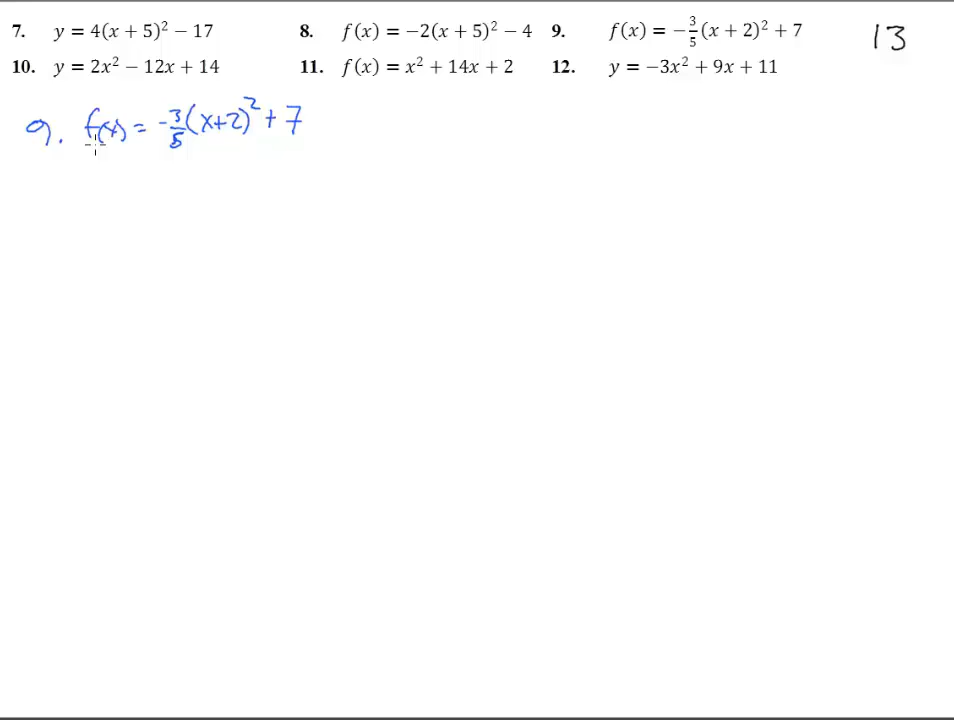 7. y = 4(x + 5)² − 17 8. f(x) = −2(x + 5)² − 4 9. f(x) = −3/5(x + 2)² + 7 13
10. y = 2x² − 12x + 14 11. f(x) = x² + 14x + 2 12. y = −3x² + 9x + 11
9. f(x) = -3/5(x+2)² + 7